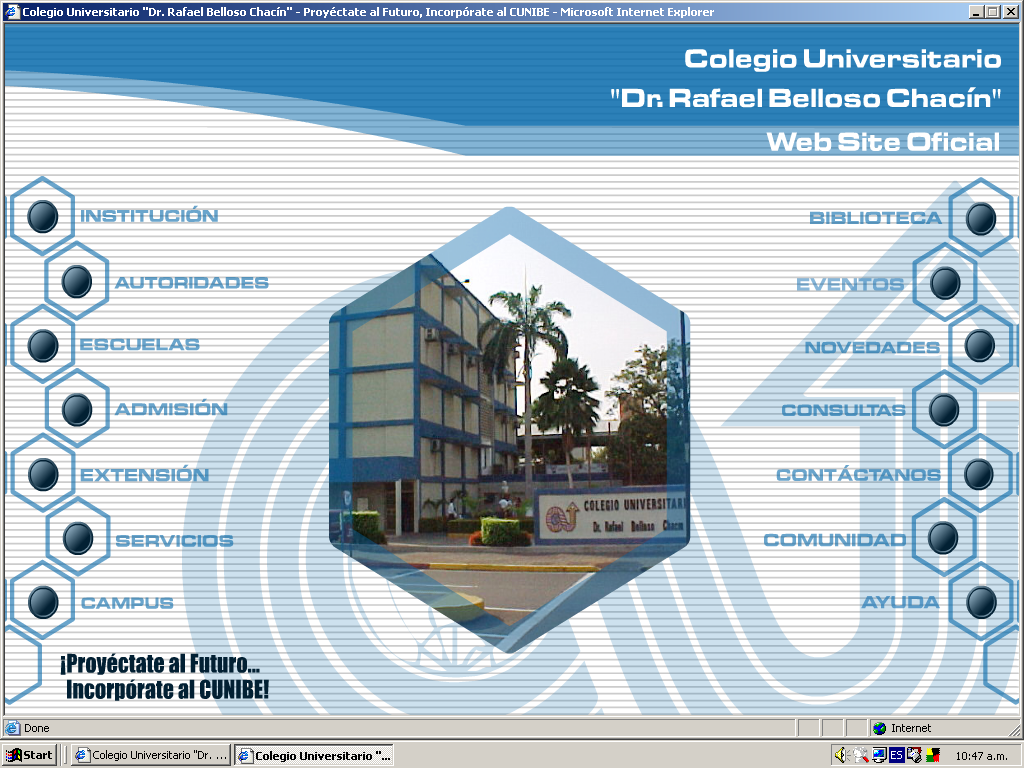 Colegio Universitario "Dr. Rafael Belloso Chacín" - Proyéctate al Futuro, Incorpórate al CUNIBE - Microsoft Internet Explorer
Colegio Universitario
"Dr. Rafael Belloso Chacín"
Web Site Oficial
INSTITUCIÓN
AUTORIDADES
ESCUELAS
ADMISIÓN
EXTENSIÓN
SERVICIOS
CAMPUS
BIBLIOTECA
EVENTOS
NOVEDADES
CONSULTAS
CONTÁCTANOS
COMUNIDAD
AYUDA
COLEGIO UNIVERSITARI
Dr. Rafael Belloso Chacin
¡Proyéctate al Futuro...
Incorpórate al CUNIBE!
Done
Internet
Start
Colegio Universitario "Dr. ...
Colegio Universitario "...
ES
10:47 a.m.